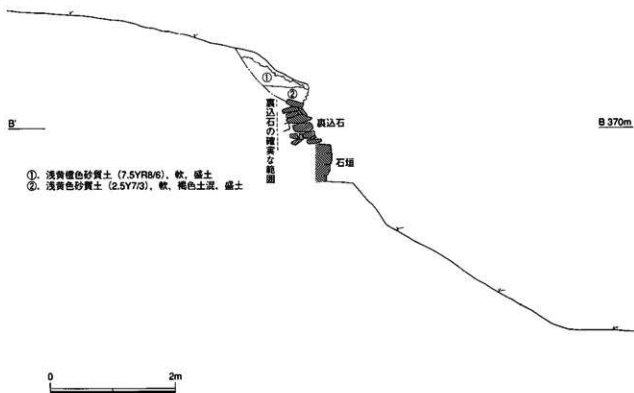 ①
②
裏込石
B'
B 370m
裏込石の確実な範囲
石垣
①．浅黄橙色砂質土（7.5YR8/6），軟，盛土
②．浅黄色砂質土（2.5Y7/3），軟，褐色土混，盛土
0 2m